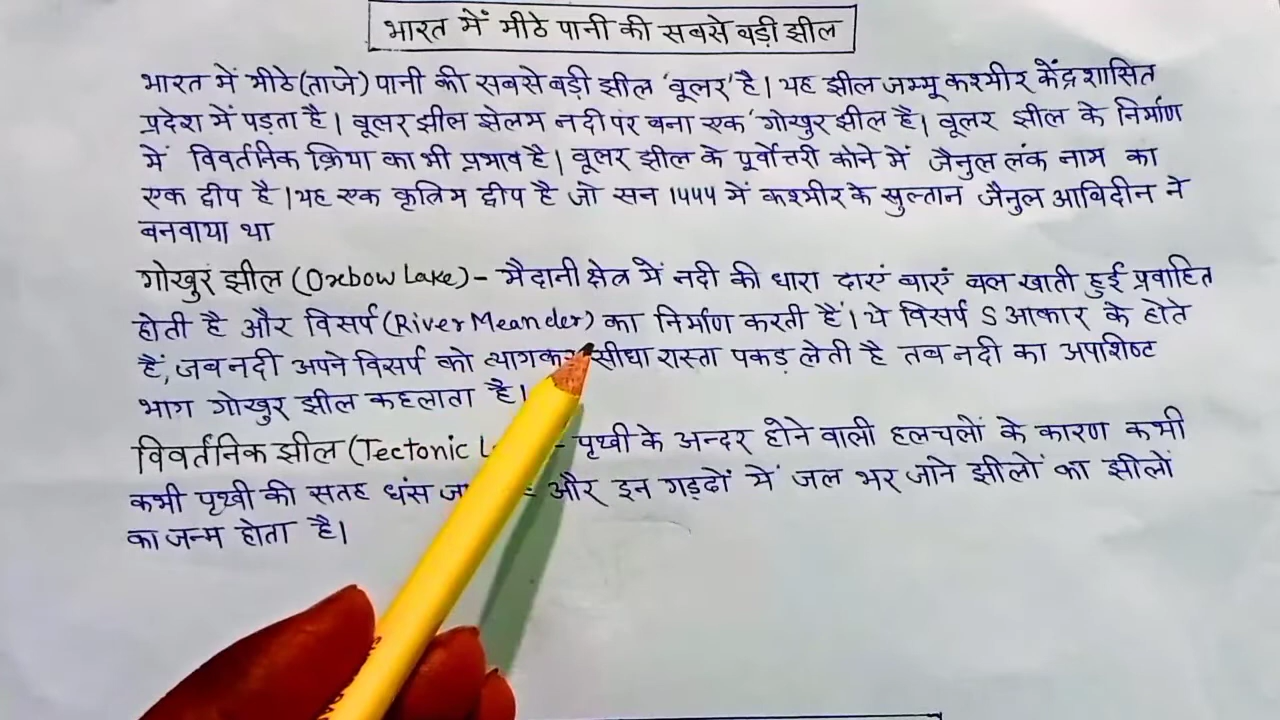 भारत में मीठे पानी की सबसे बड़ी झील
भारत में मीठे (ताजे) पानी की सबसे बड़ी झील 'वूलर' है। यह झील जम्मू कश्मीर केंद्रशासित
प्रदेश में पड़ता है। वूलर झील झेलम नदी पर बना एक 'गोखुर झील है। वूलर झील के निर्माण
में विवर्तनिक क्रिया का भी प्रभाव है। वूलर झील के पूर्वोत्तरी कोने में जैनुल लंक नाम का
एक द्वीप है। यह एक कृत्रिम द्वीप है जो सन 1444 में कश्मीर के सुल्तान जैनुल आबिदीन ने
बनवाया था
गोखुर झील (Oxbow Lake) - मैदानी क्षेत्र में नदी की धारा दाएं बाएं बल खाती हुई प्रवाहित
होती है और विसर्प (River Meander) का निर्माण करती हैं। ये विसर्प S आकार के होते
हैं, जब नदी अपने विसर्प को त्यागकर सीधा रास्ता पकड़ लेती है तब नदी का अपशिष्ट
भाग गोखुर झील कहलाता है।
विवर्तनिक झील (Tectonic - पृथ्वी के अन्दर होने वाली हलचलों के कारण कभी
कभी पृथ्वी की सतह धंस और इन गड्ढों में जल भर जाने झीलों का झीलों
का जन्म होता है।